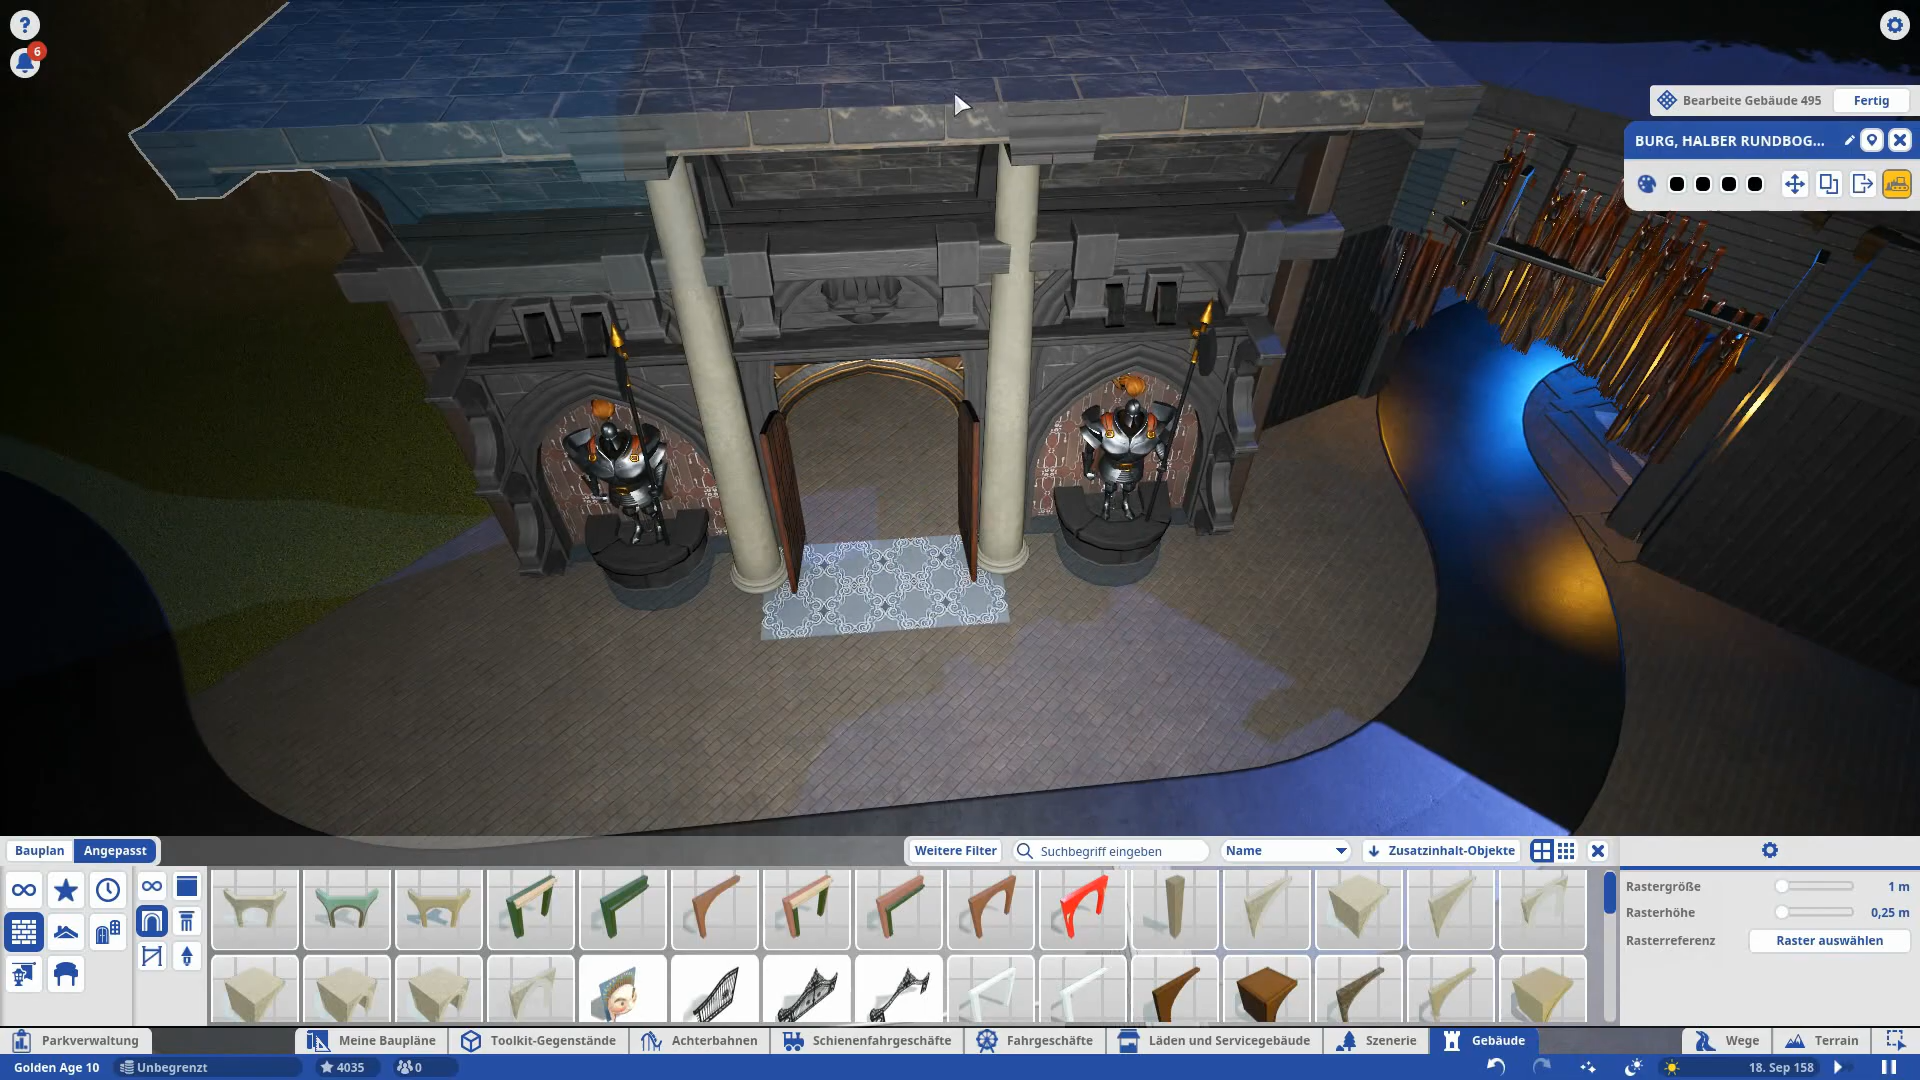 ?
6
Bearbeite Gebäude 495
Fertig
BURG, HALBER RUNDBOG...
Bauplan
Angepasst
Weitere Filter
Suchbegriff eingeben
Name
Zusatzinhalt-Objekte
Rastergröße
1 m
Rasterhöhe
0,25 m
Rasterreferenz
Raster auswählen
Parkverwaltung
Meine Baupläne
Toolkit-Gegenstände
Achterbahnen
Schienenfahrgeschäfte
Fahrgeschäfte
Läden und Servicegebäude
Szenerie
Gebäude
Wege
Terrain
Golden Age 10
Unbegrenzt
4035
0
18. Sep 158